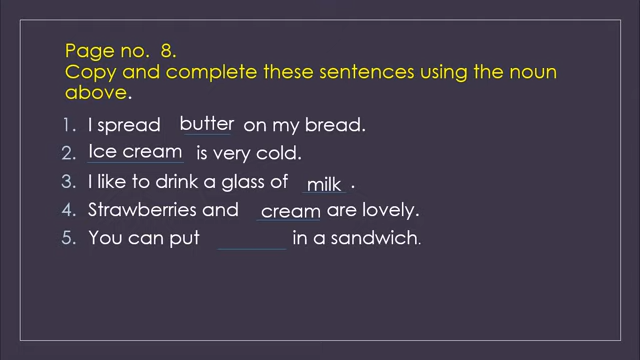 Page no. 8.
Copy and complete these sentences using the noun
above.
1. I spread butter on my bread.
2. Ice cream is very cold.
3. I like to drink a glass of milk .
4. Strawberries and cream are lovely.
5. You can put ________ in a sandwich.